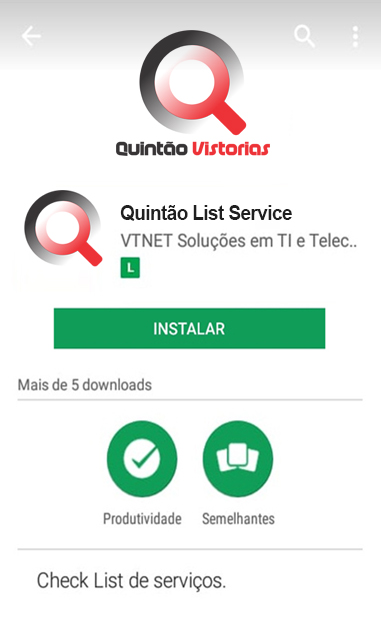 Quintão Vistorias
Quintão List Service
VTNET Soluções em TI e Telec..
L
INSTALAR
Mais de 5 downloads
Produtividade
Semelhantes
Check List de serviços.